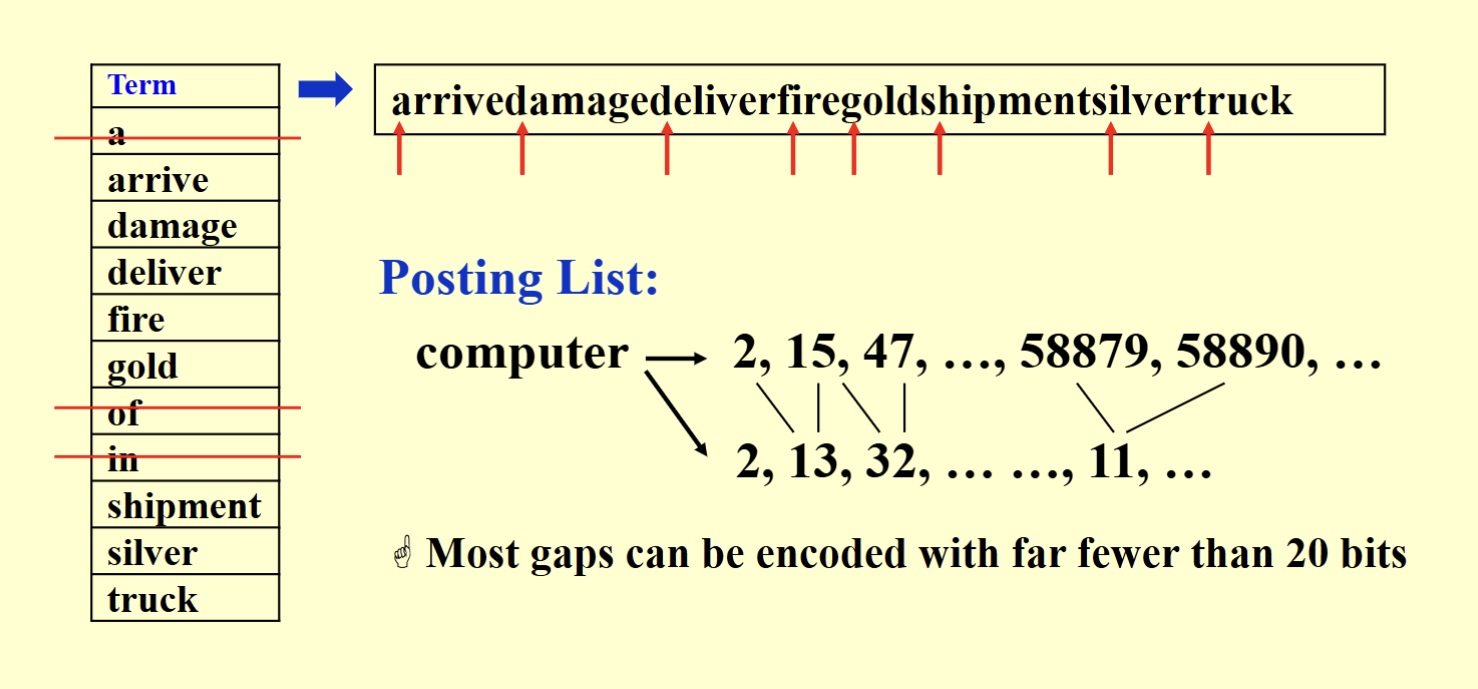 Term
a
arrive
damage
deliver
fire
gold
of
in
shipment
silver
truck
arrivedamagedeliverfiregoldshipmentsilvertruck
Posting List:
computer 2, 15, 47, …, 58879, 58890, …
2, 13, 32, … …, 11, …
☝ Most gaps can be encoded with far fewer than 20 bits